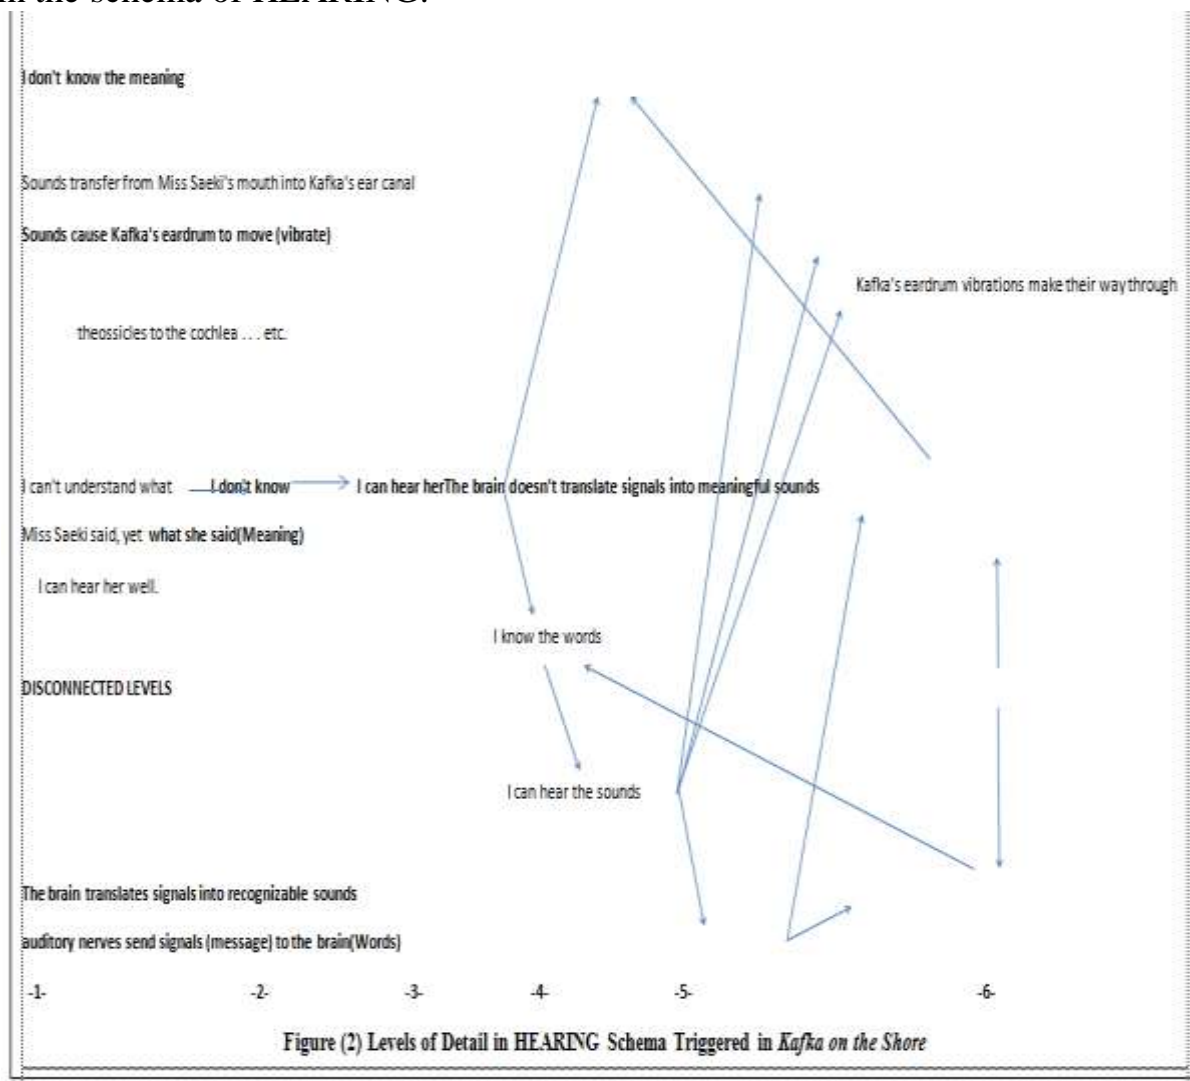 in the schema of HEARING.
I don't know the meaning
Sounds transfer from Miss Saeki's mouth into Kafka's ear canal
Sounds cause Kafka's eardrum to move (vibrate)
Kafka's eardrum vibrations make their way through
theossicles to the cochlea . . . etc.
I can't understand what I don't know I can hear herThe brain doesn't translate signals into meaningful sounds
Miss Saeki said, yet what she said(Meaning)
I can hear her well.
I know the words
DISCONNECTED LEVELS
I can hear the sounds
The brain translates signals into recognizable sounds
auditory nerves send signals (message) to the brain(Words)
-1- -2- -3- -4- -5- -6-
Figure (2) Levels of Detail in HEARING Schema Triggered in Kafka on the Shore